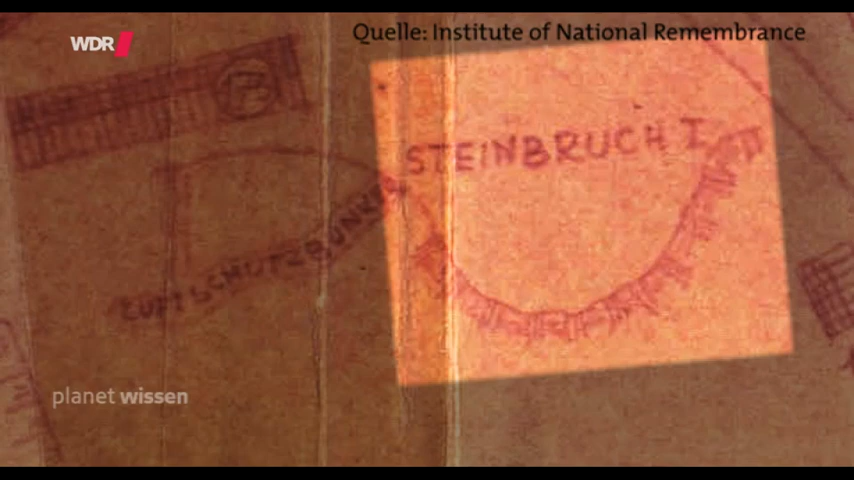 Quelle: Institute of National Remembrance
WDR
STEINBRUCH I
LUFTSCHUTZBUNKER
planet wissen